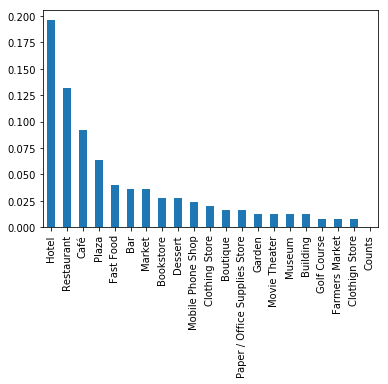 0.200
0.175
0.150
0.125
0.100
0.075
0.050
0.025
0.000
Hotel
Restaurant
Café
Plaza
Fast Food
Bar
Market
Bookstore
Dessert
Mobile Phone Shop
Clothing Store
Boutique
Paper / Office Supplies Store
Garden
Movie Theater
Museum
Building
Golf Course
Farmers Market
Clothign Store
Counts